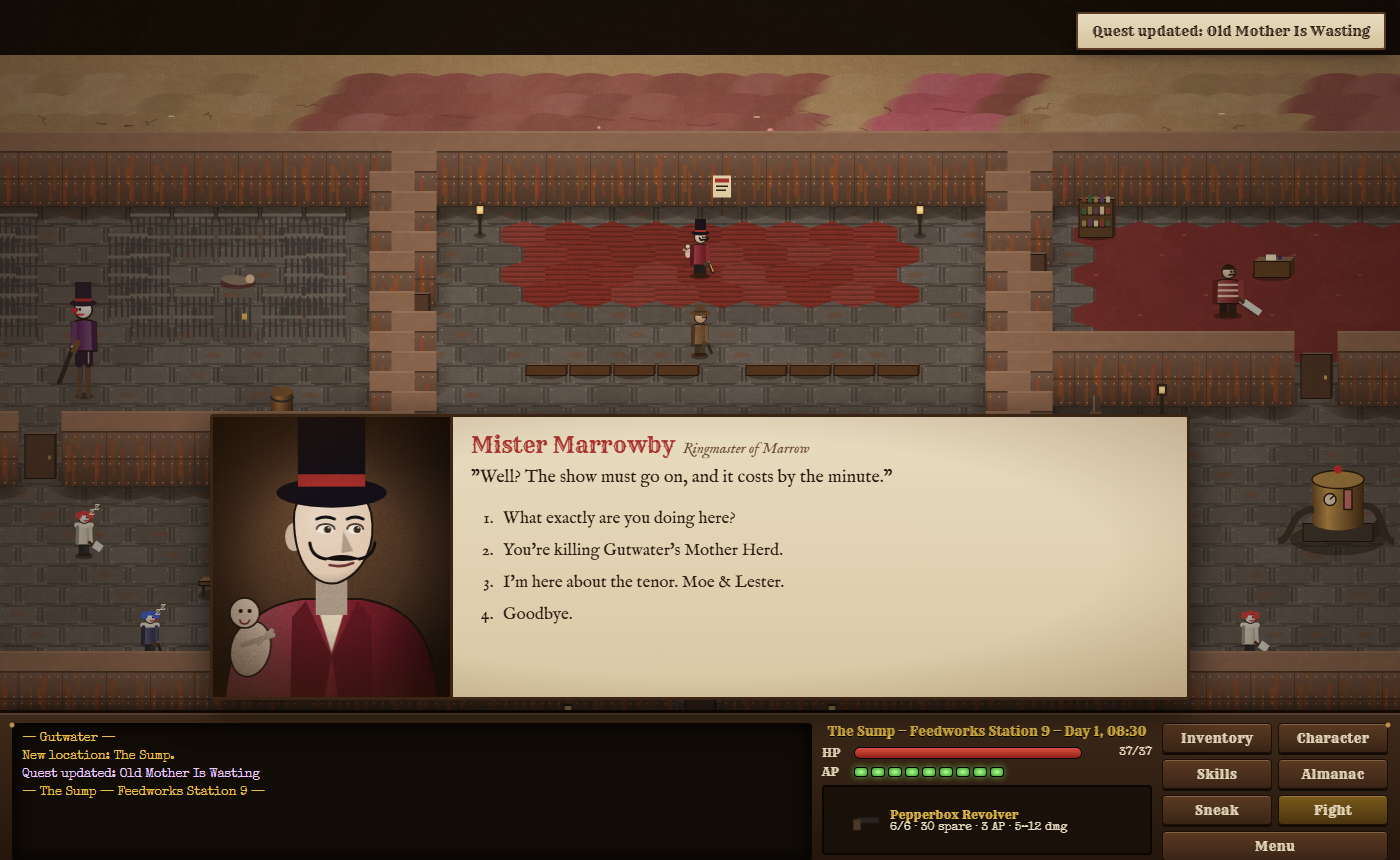 Quest updated: Old Mother Is Wasting
z z
Mister Marrowby Ringmaster of Marrow
"Well? The show must go on, and it costs by the minute."
1. What exactly are you doing here?
2. You're killing Gutwater's Mother Herd.
3. I'm here about the tenor. Moe & Lester.
4. Goodbye.
z z
— Gutwater —
New location: The Sump.
Quest updated: Old Mother Is Wasting
— The Sump — Feedworks Station 9 —
The Sump – Feedworks Station 9 – Day 1, 08:30
HP 37/37
AP
Pepperbox Revolver
6/6 · 30 spare · 3 AP · 5–12 dmg
Inventory Character
Skills Almanac
Sneak Fight
Menu